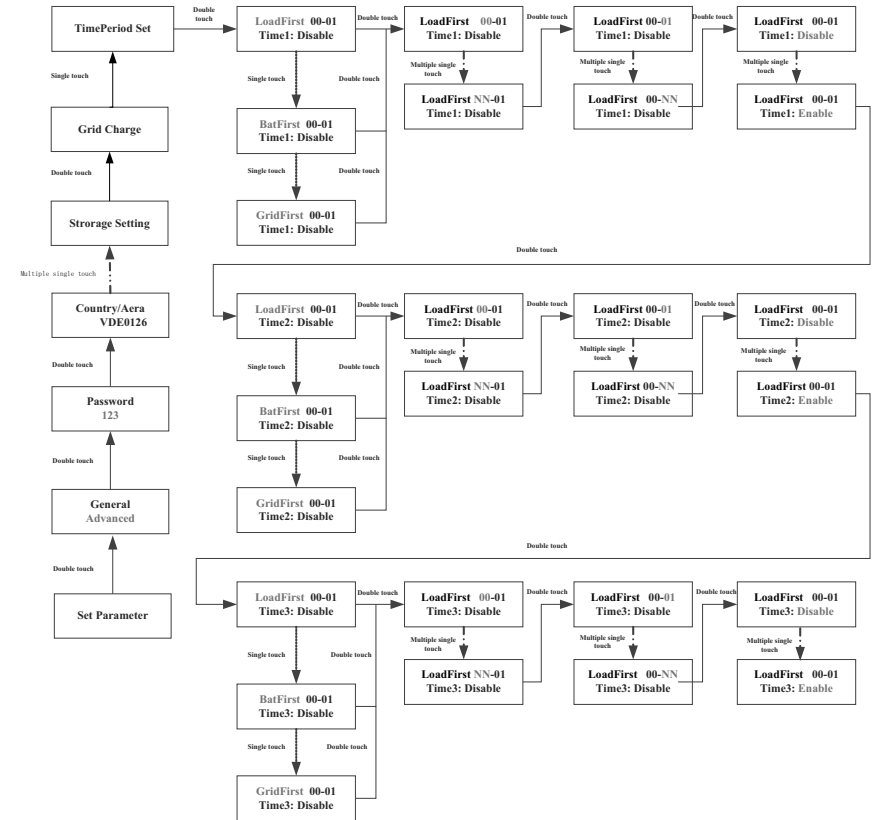 TimePeriod Set
Double
touch
LoadFirst 00-01
Time1: Disable
Double touch
LoadFirst 00-01
Time1: Disable
Double touch
LoadFirst 00-01
Time1: Disable
Double touch
LoadFirst 00-01
Time1: Disable
Single touch
Single touch
Double touch
Multiple single
touch
Multiple single
touch
Multiple single
touch
LoadFirst NN-01
Time1: Disable
LoadFirst 00-NN
Time1: Disable
LoadFirst 00-01
Time1: Enable
Grid Charge
BatFirst 00-01
Time1: Disable
Double touch
Single touch
Double touch
Strorage Setting
GridFirst 00-01
Time1: Disable
Double touch
Multiple single touch
Country/Aera
VDE0126
LoadFirst 00-01
Time2: Disable
Double touch
LoadFirst 00-01
Time2: Disable
Double touch
LoadFirst 00-01
Time2: Disable
Double touch
LoadFirst 00-01
Time2: Disable
Double touch
Single touch
Double touch
Multiple single
touch
Multiple single
touch
Multiple single
touch
LoadFirst NN-01
Time2: Disable
LoadFirst 00-NN
Time2: Disable
LoadFirst 00-01
Time2: Enable
Password
123
BatFirst 00-01
Time2: Disable
Double touch
Single touch
Double touch
General
Advanced
GridFirst 00-01
Time2: Disable
Double touch
Double touch
Set Parameter
LoadFirst 00-01
Time3: Disable
Double touch
LoadFirst 00-01
Time3: Disable
Double touch
LoadFirst 00-01
Time3: Disable
Double touch
LoadFirst 00-01
Time3: Disable
Single touch
Double touch
Multiple single
touch
Multiple single
touch
Multiple single
touch
LoadFirst NN-01
Time3: Disable
LoadFirst 00-NN
Time3: Disable
LoadFirst 00-01
Time3: Enable
BatFirst 00-01
Time3: Disable
Single touch
Double touch
GridFirst 00-01
Time3: Disable